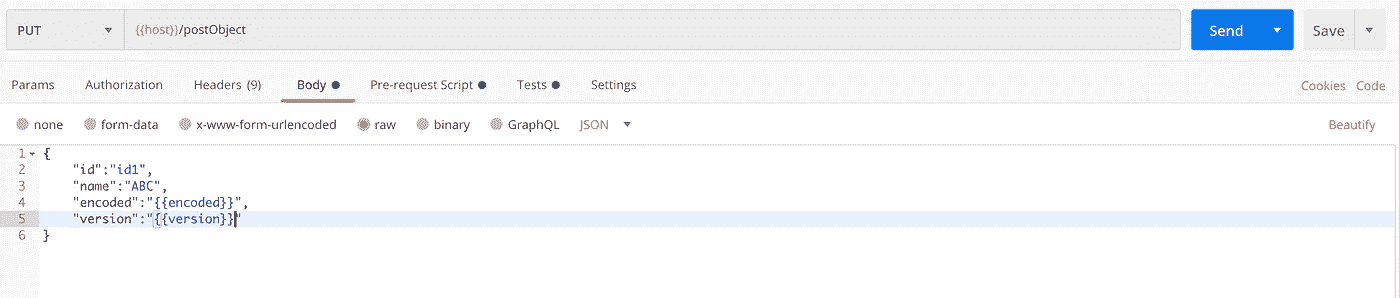 PUT {{host}}/postObject Send Save
Params Authorization Headers (9) Body Pre-request Script Tests Settings Cookies Code
none form-data x-www-form-urlencoded raw binary GraphQL JSON Beautify
1 {
2 "id":"id1",
3 "name":"ABC",
4 "encoded":"{{encoded}}",
5 "version":"{{version}}"
6 }